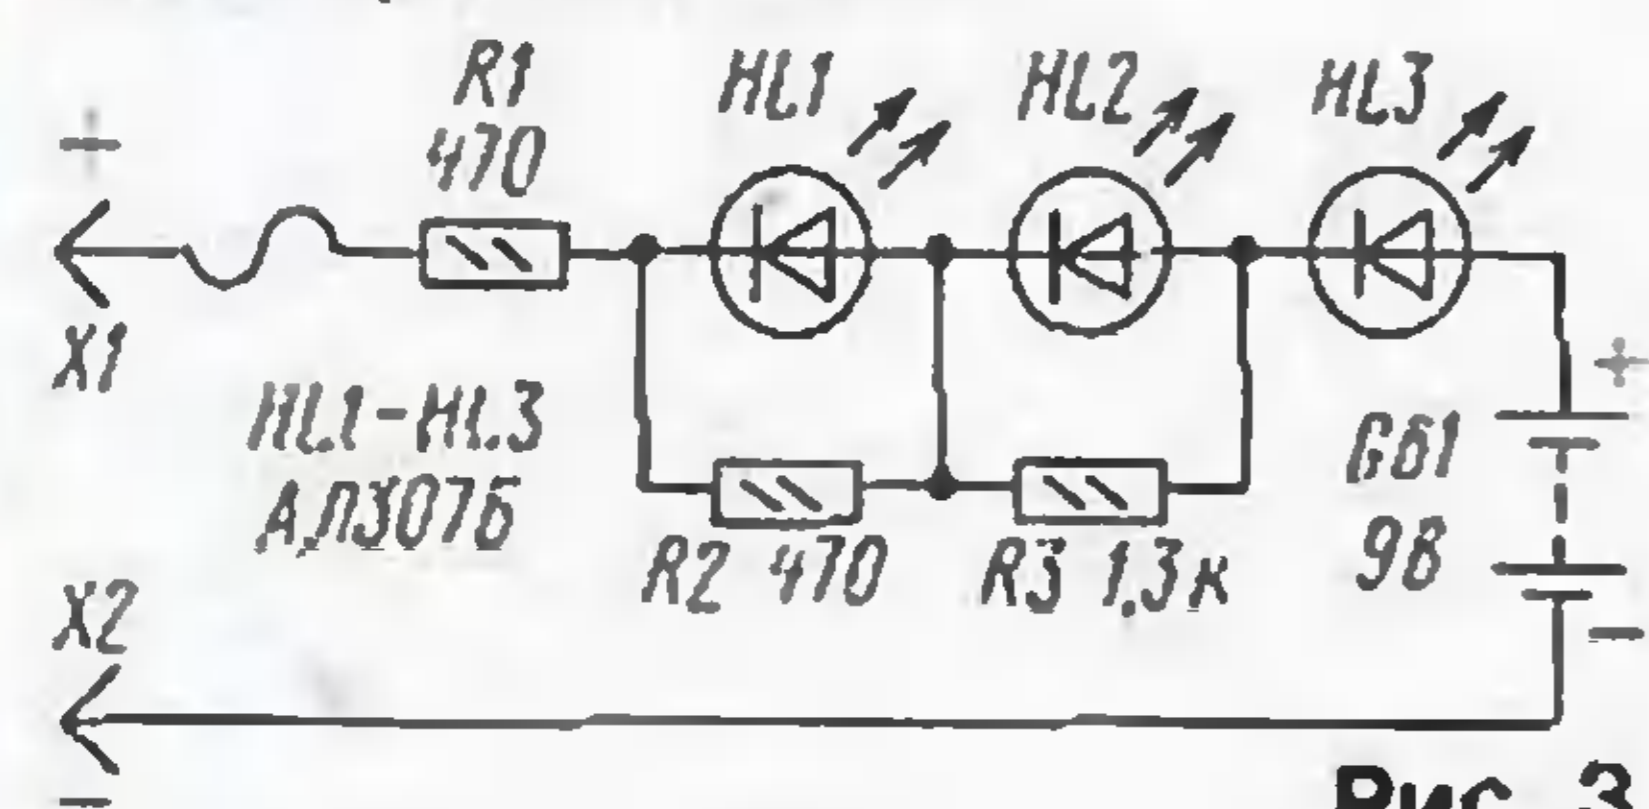 R1
470
HL1
HL2
HL3
+
X1
HL1-HL3
АЛ307Б
GB1
9В
+
−
R2 470
R3 1,3к
X2
−
Рис. 3